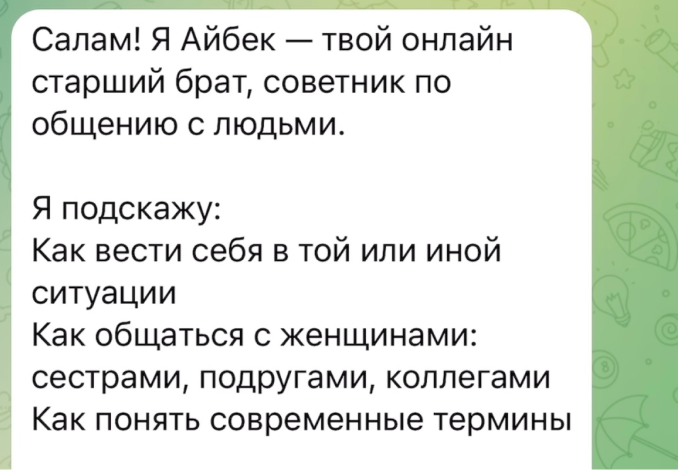 Салам! Я Айбек — твой онлайн
старший брат, советник по
общению с людьми.
Я подскажу:
Как вести себя в той или иной
ситуации
Как общаться с женщинами:
сестрами, подругами, коллегами
Как понять современные термины